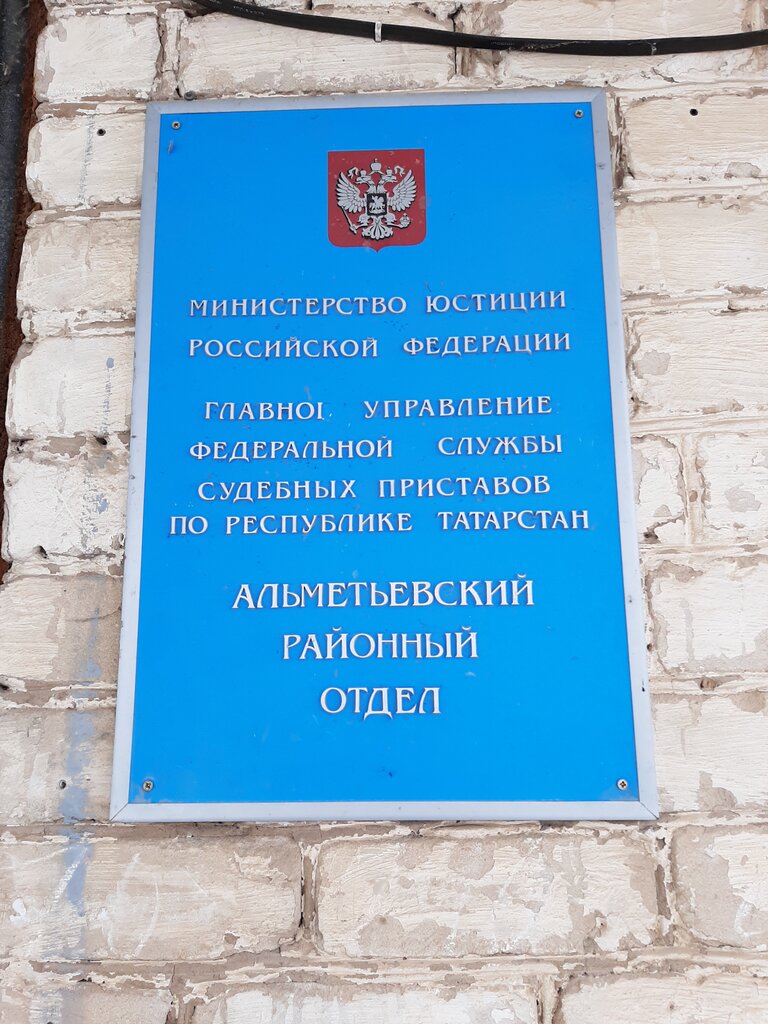 МИНИСТЕРСТВО ЮСТИЦИИ
РОССИЙСКОЙ ФЕДЕРАЦИИ
ГЛАВНОЕ УПРАВЛЕНИЕ
ФЕДЕРАЛЬНОЙ СЛУЖБЫ
СУДЕБНЫХ ПРИСТАВОВ
ПО РЕСПУБЛИКЕ ТАТАРСТАН
АЛЬМЕТЬЕВСКИЙ
РАЙОННЫЙ
ОТДЕЛ